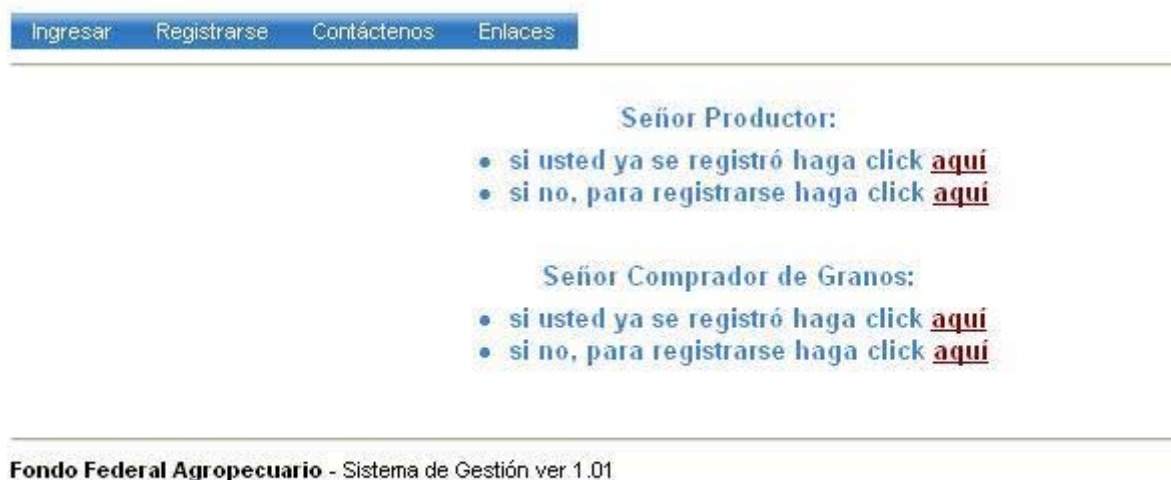 Ingresar Registrarse Contáctenos Enlaces
Señor Productor:
• si usted ya se registró haga click aquí
• si no, para registrarse haga click aquí
Señor Comprador de Granos:
• si usted ya se registró haga click aquí
• si no, para registrarse haga click aquí
Fondo Federal Agropecuario - Sistema de Gestión ver 1.01